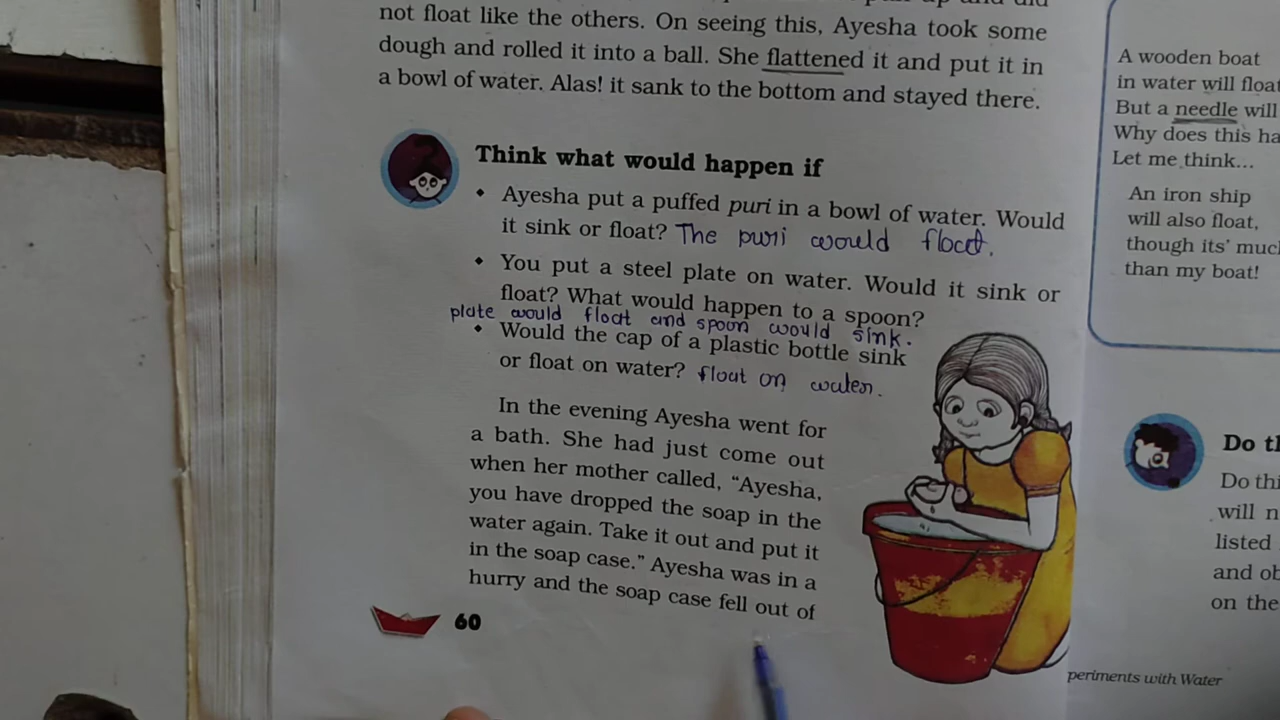 not float like the others. On seeing this, Ayesha took some
dough and rolled it into a ball. She flattened it and put it in
a bowl of water. Alas! it sank to the bottom and stayed there.
Think what would happen if
• Ayesha put a puffed puri in a bowl of water. Would
it sink or float? The puri would float.
• You put a steel plate on water. Would it sink or
float? What would happen to a spoon?
plate would float and spoon would sink.
• Would the cap of a plastic bottle sink
or float on water? float on water.
In the evening Ayesha went for
a bath. She had just come out
when her mother called, “Ayesha,
you have dropped the soap in the
water again. Take it out and put it
in the soap case.” Ayesha was in a
hurry and the soap case fell out of
60
A wooden boat
in water will float
But a needle will
Why does this ha
Let me think...
An iron ship
will also float,
though its' muc
than my boat!
Do th
Do thi
will n
listed
and ob
on the
periments with Water